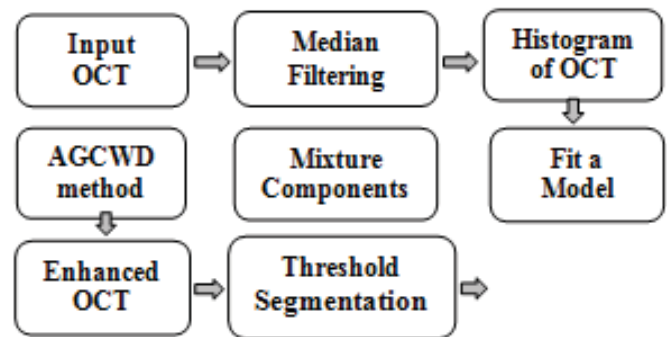 Input
OCT
Median
Filtering
Histogram
of OCT
AGCWD
method
Mixture
Components
Fit a
Model
Enhanced
OCT
Threshold
Segmentation